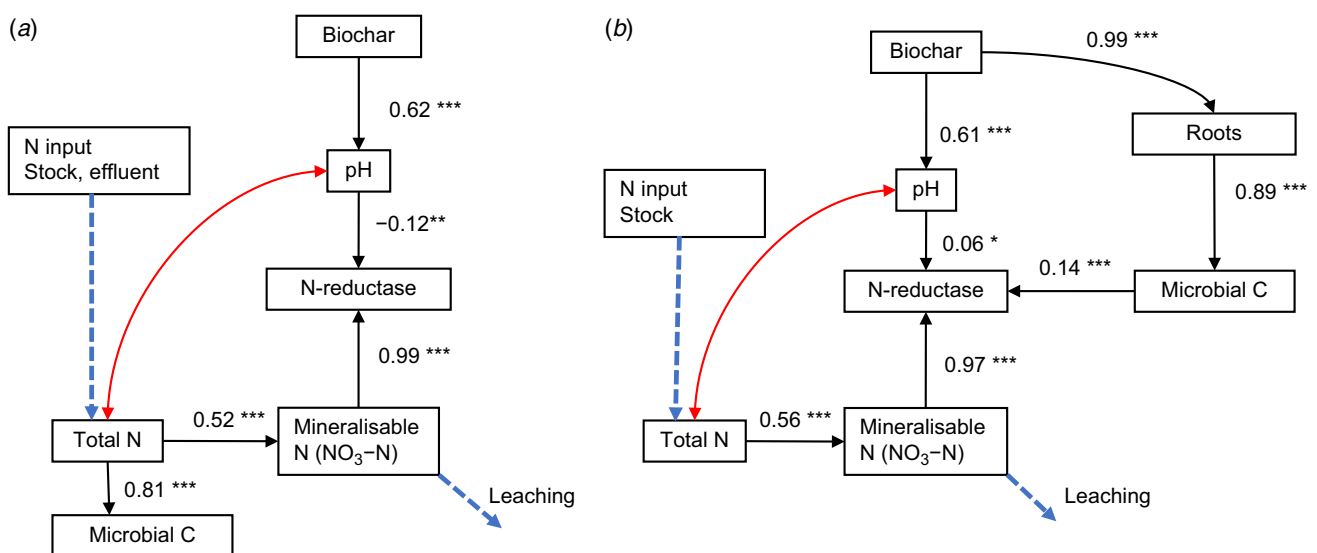 (a)
Biochar
0.62 ***
N input
Stock, effluent
pH
−0.12**
N-reductase
0.99 ***
Total N
0.52 ***
Mineralisable
N (NO₃−N)
Leaching
0.81 ***
Microbial C
(b)
Biochar
0.99 ***
Roots
0.61 ***
N input
Stock
pH
0.89 ***
0.06 *
N-reductase
0.14 ***
Microbial C
0.97 ***
Total N
0.56 ***
Mineralisable
N (NO₃−N)
Leaching